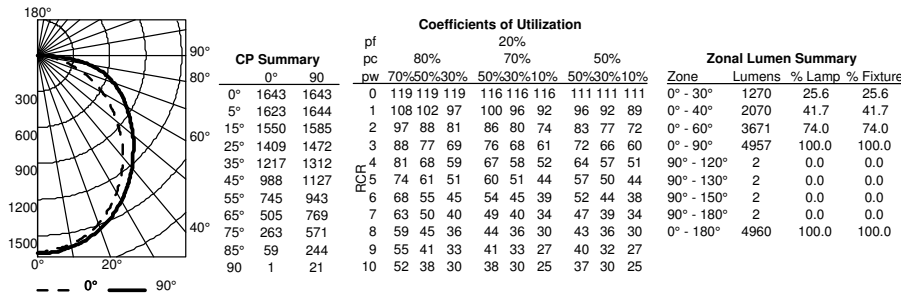 180°
90°
80°
60°
40°
300
600
900
1200
1500
0° 20°
0° 90°
CP Summary
0° 90
0° 1643 1643
5° 1623 1644
15° 1550 1585
25° 1409 1472
35° 1217 1312
45° 988 1127
55° 745 943
65° 505 769
75° 263 571
85° 59 244
90 1 21
Coefficients of Utilization
pf 20%
pc 80% 70% 50%
pw 70%50%30% 50%30%10% 50%30%10%
RCR
0 119 119 119 116 116 116 111 111 111
1 108 102 97 100 96 92 96 92 89
2 97 88 81 86 80 74 83 77 72
3 88 77 69 76 68 61 72 66 60
4 81 68 59 67 58 52 64 57 51
5 74 61 51 60 51 44 57 50 44
6 68 55 45 54 45 39 52 44 38
7 63 50 40 49 40 34 47 39 34
8 59 45 36 44 36 30 43 36 30
9 55 41 33 41 33 27 40 32 27
10 52 38 30 38 30 25 37 30 25
Zonal Lumen Summary
Zone Lumens % Lamp % Fixture
0° - 30° 1270 25.6 25.6
0° - 40° 2070 41.7 41.7
0° - 60° 3671 74.0 74.0
0° - 90° 4957 100.0 100.0
90° - 120° 2 0.0 0.0
90° - 130° 2 0.0 0.0
90° - 150° 2 0.0 0.0
90° - 180° 2 0.0 0.0
0° - 180° 4960 100.0 100.0